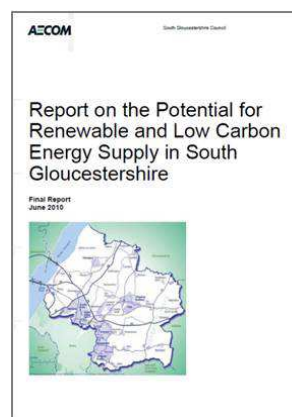 AECOM
South Gloucestershire Council
Report on the Potential for
Renewable and Low Carbon
Energy Supply in South
Gloucestershire
Final Report
June 2010